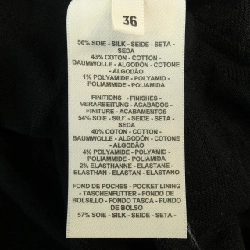 36
56% SOIE - SILK - SEIDE - SETA -
SEDA
43% COTON - COTTON -
BAUMWOLLE - ALGODÓN - COTONE
- ALGODÃO
1% POLYAMIDE - POLYAMID -
POLIAMMIDE - POLIAMIDA
FINITIONS - FINISHES -
VERARBEITUNG - ACABADOS -
FINITURE - ACABAMENTOS
54% SOIE - SILK - SEIDE - SETA -
SEDA
40% COTON - COTTON -
BAUMWOLLE - ALGODÓN - COTONE
- ALGODÃO
4% POLYAMIDE - POLYAMID -
POLIAMMIDE - POLIAMIDA
2% ELASTHANNE - ELASTANE -
ELASTHAN - ELASTAN - ELASTANO
FOND DE POCHES - POCKET LINING
- TASCHENFUTTER - FONDO DE
BOLSILLO - FONDO TASCA - FUNDO
DE BOLSO
57% SOIE - SILK - SEIDE - SETA -